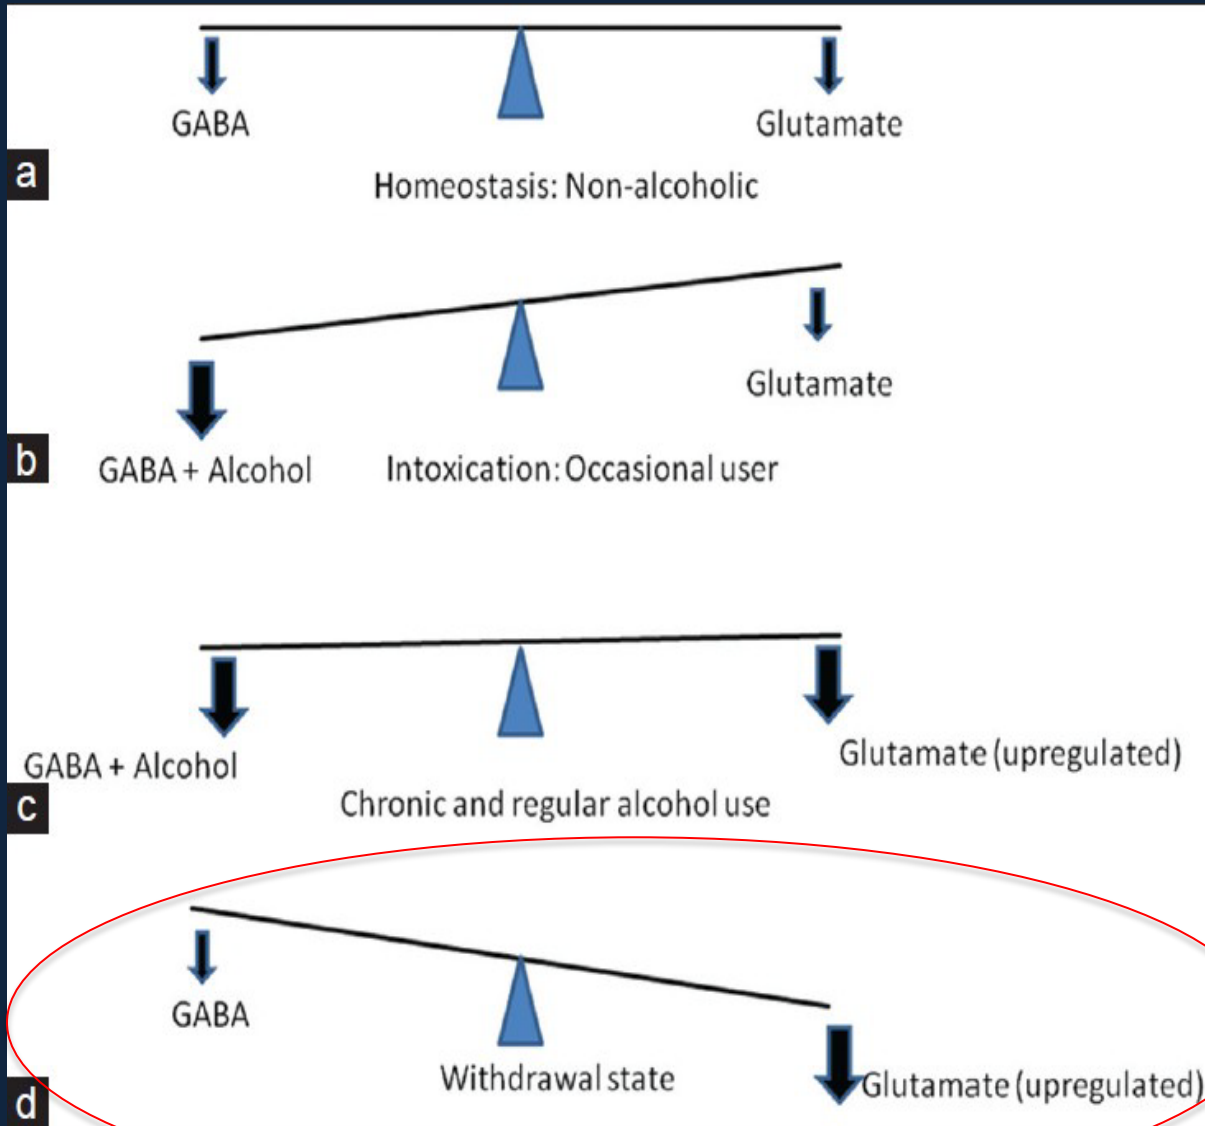 GABA
Glutamate
a
Homeostasis: Non-alcoholic
Glutamate
b
GABA + Alcohol
Intoxication: Occasional user
GABA + Alcohol
Glutamate (upregulated)
c
Chronic and regular alcohol use
GABA
Withdrawal state
Glutamate (upregulated)
d